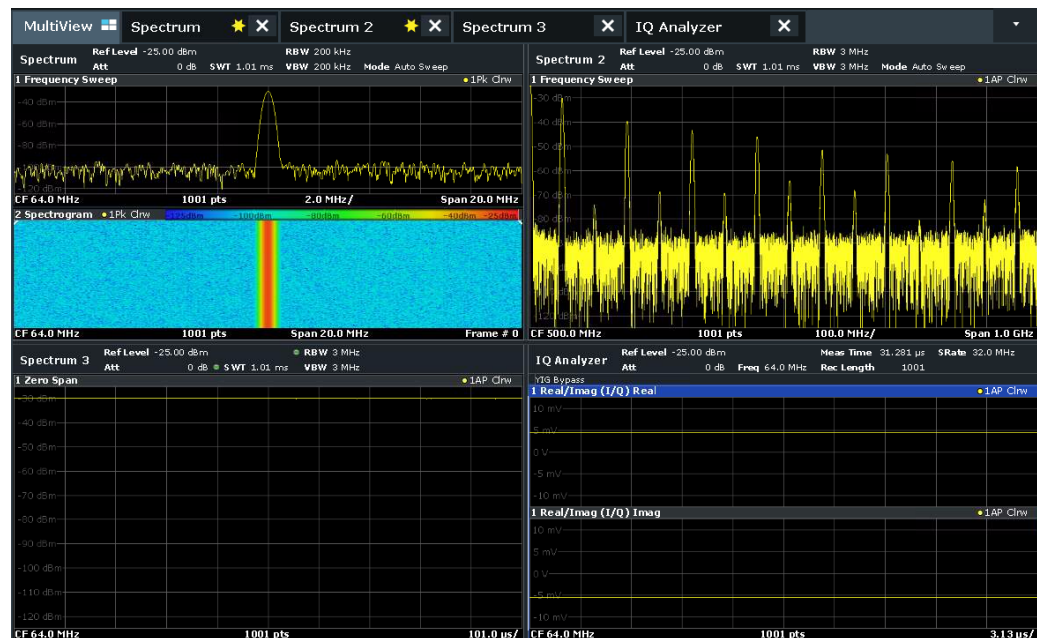 MultiView Spectrum Spectrum 2 Spectrum 3 IQ Analyzer
Spectrum Ref Level -25.00 dBm RBW 200 kHz
Att 0 dB SWT 1.01 ms VBW 200 kHz Mode Auto Sweep
1 Frequency Sweep 1Pk Clrw
-40 dBm
-60 dBm
-80 dBm
-120 dBm
CF 64.0 MHz 1001 pts 2.0 MHz/ Span 20.0 MHz
2 Spectrogram 1Pk Clrw -125dBm -100dBm -80dBm -60dBm -40dBm -25dBm
CF 64.0 MHz 1001 pts Span 20.0 MHz Frame # 0
Spectrum 2 Ref Level -25.00 dBm RBW 3 MHz
Att 0 dB SWT 1.01 ms VBW 3 MHz Mode Auto Sweep
1 Frequency Sweep 1AP Clrw
-30 dBm
-40 dBm
-50 dBm
-60 dBm
-70 dBm
-80 dBm
CF 500.0 MHz 1001 pts 100.0 MHz/ Span 1.0 GHz
Spectrum 3 Ref Level -25.00 dBm RBW 3 MHz
Att 0 dB SWT 1.01 ms VBW 3 MHz
1 Zero Span 1AP Clrw
-30 dBm
-40 dBm
-50 dBm
-60 dBm
-70 dBm
-80 dBm
-90 dBm
-100 dBm
-110 dBm
-120 dBm
CF 64.0 MHz 1001 pts 101.0 µs/
IQ Analyzer Ref Level -25.00 dBm Meas Time 31.281 µs SRate 32.0 MHz
Att 0 dB Freq 64.0 MHz Rec Length 1001
YIG Bypass
1 Real/Imag (I/Q) Real 1AP Clrw
10 mV
5 mV
0 V
-5 mV
-10 mV
1 Real/Imag (I/Q) Imag 1AP Clrw
10 mV
5 mV
0 V
-5 mV
-10 mV
CF 64.0 MHz 1001 pts 3.13 µs/